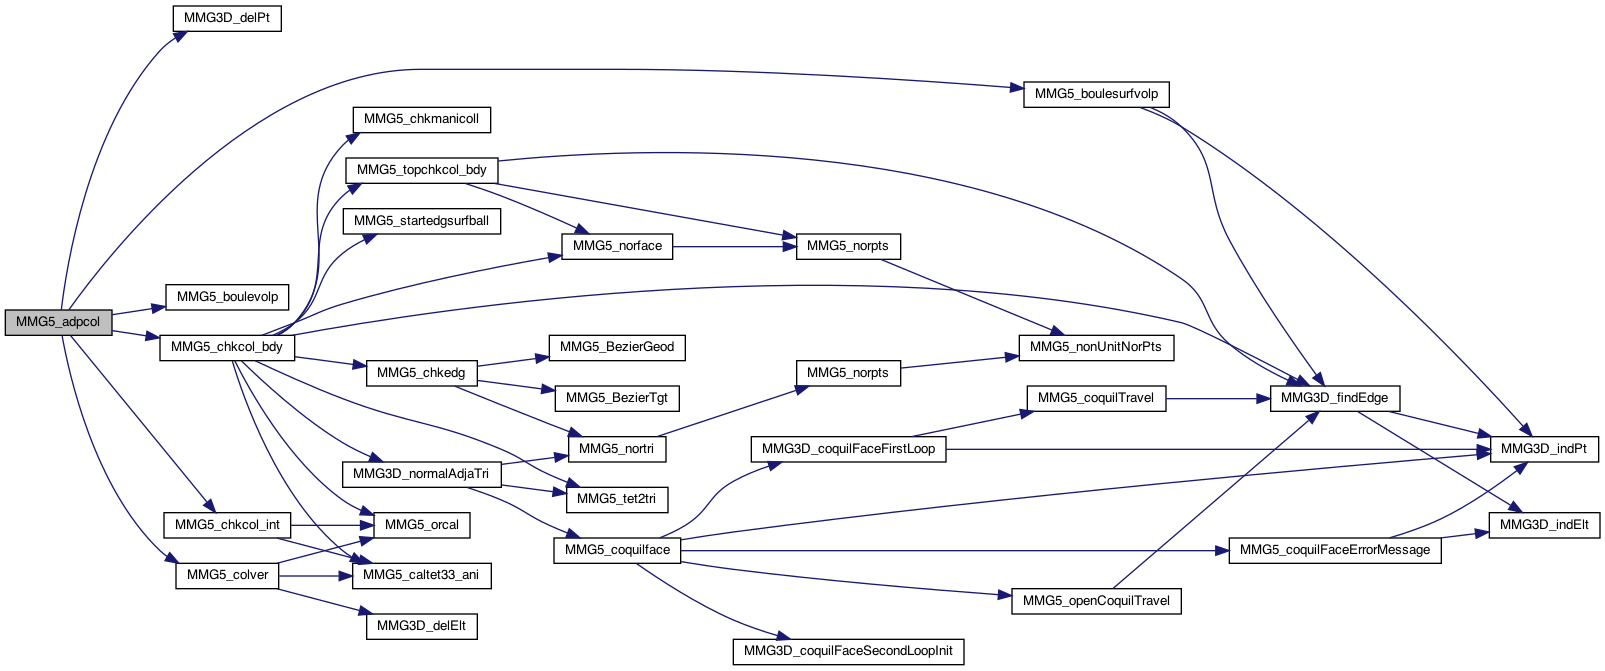 MMG3D_delPt
MMG5_boulesurfvolp
MMG5_chkmanicoll
MMG5_topchkcol_bdy
MMG5_startedgsurfball
MMG5_norface
MMG5_norpts
MMG5_boulevolp
MMG5_adpcol
MMG5_chkcol_bdy
MMG5_BezierGeod
MMG5_nonUnitNorPts
MMG5_chkedg
MMG5_norpts
MMG5_BezierTgt
MMG5_coquilTravel
MMG3D_findEdge
MMG5_nortri
MMG3D_coquilFaceFirstLoop
MMG3D_indPt
MMG3D_normalAdjaTri
MMG5_tet2tri
MMG5_chkcol_int
MMG5_orcal
MMG3D_indElt
MMG5_coquilface
MMG5_coquilFaceErrorMessage
MMG5_colver
MMG5_caltet33_ani
MMG5_openCoquilTravel
MMG3D_delElt
MMG3D_coquilFaceSecondLoopInit